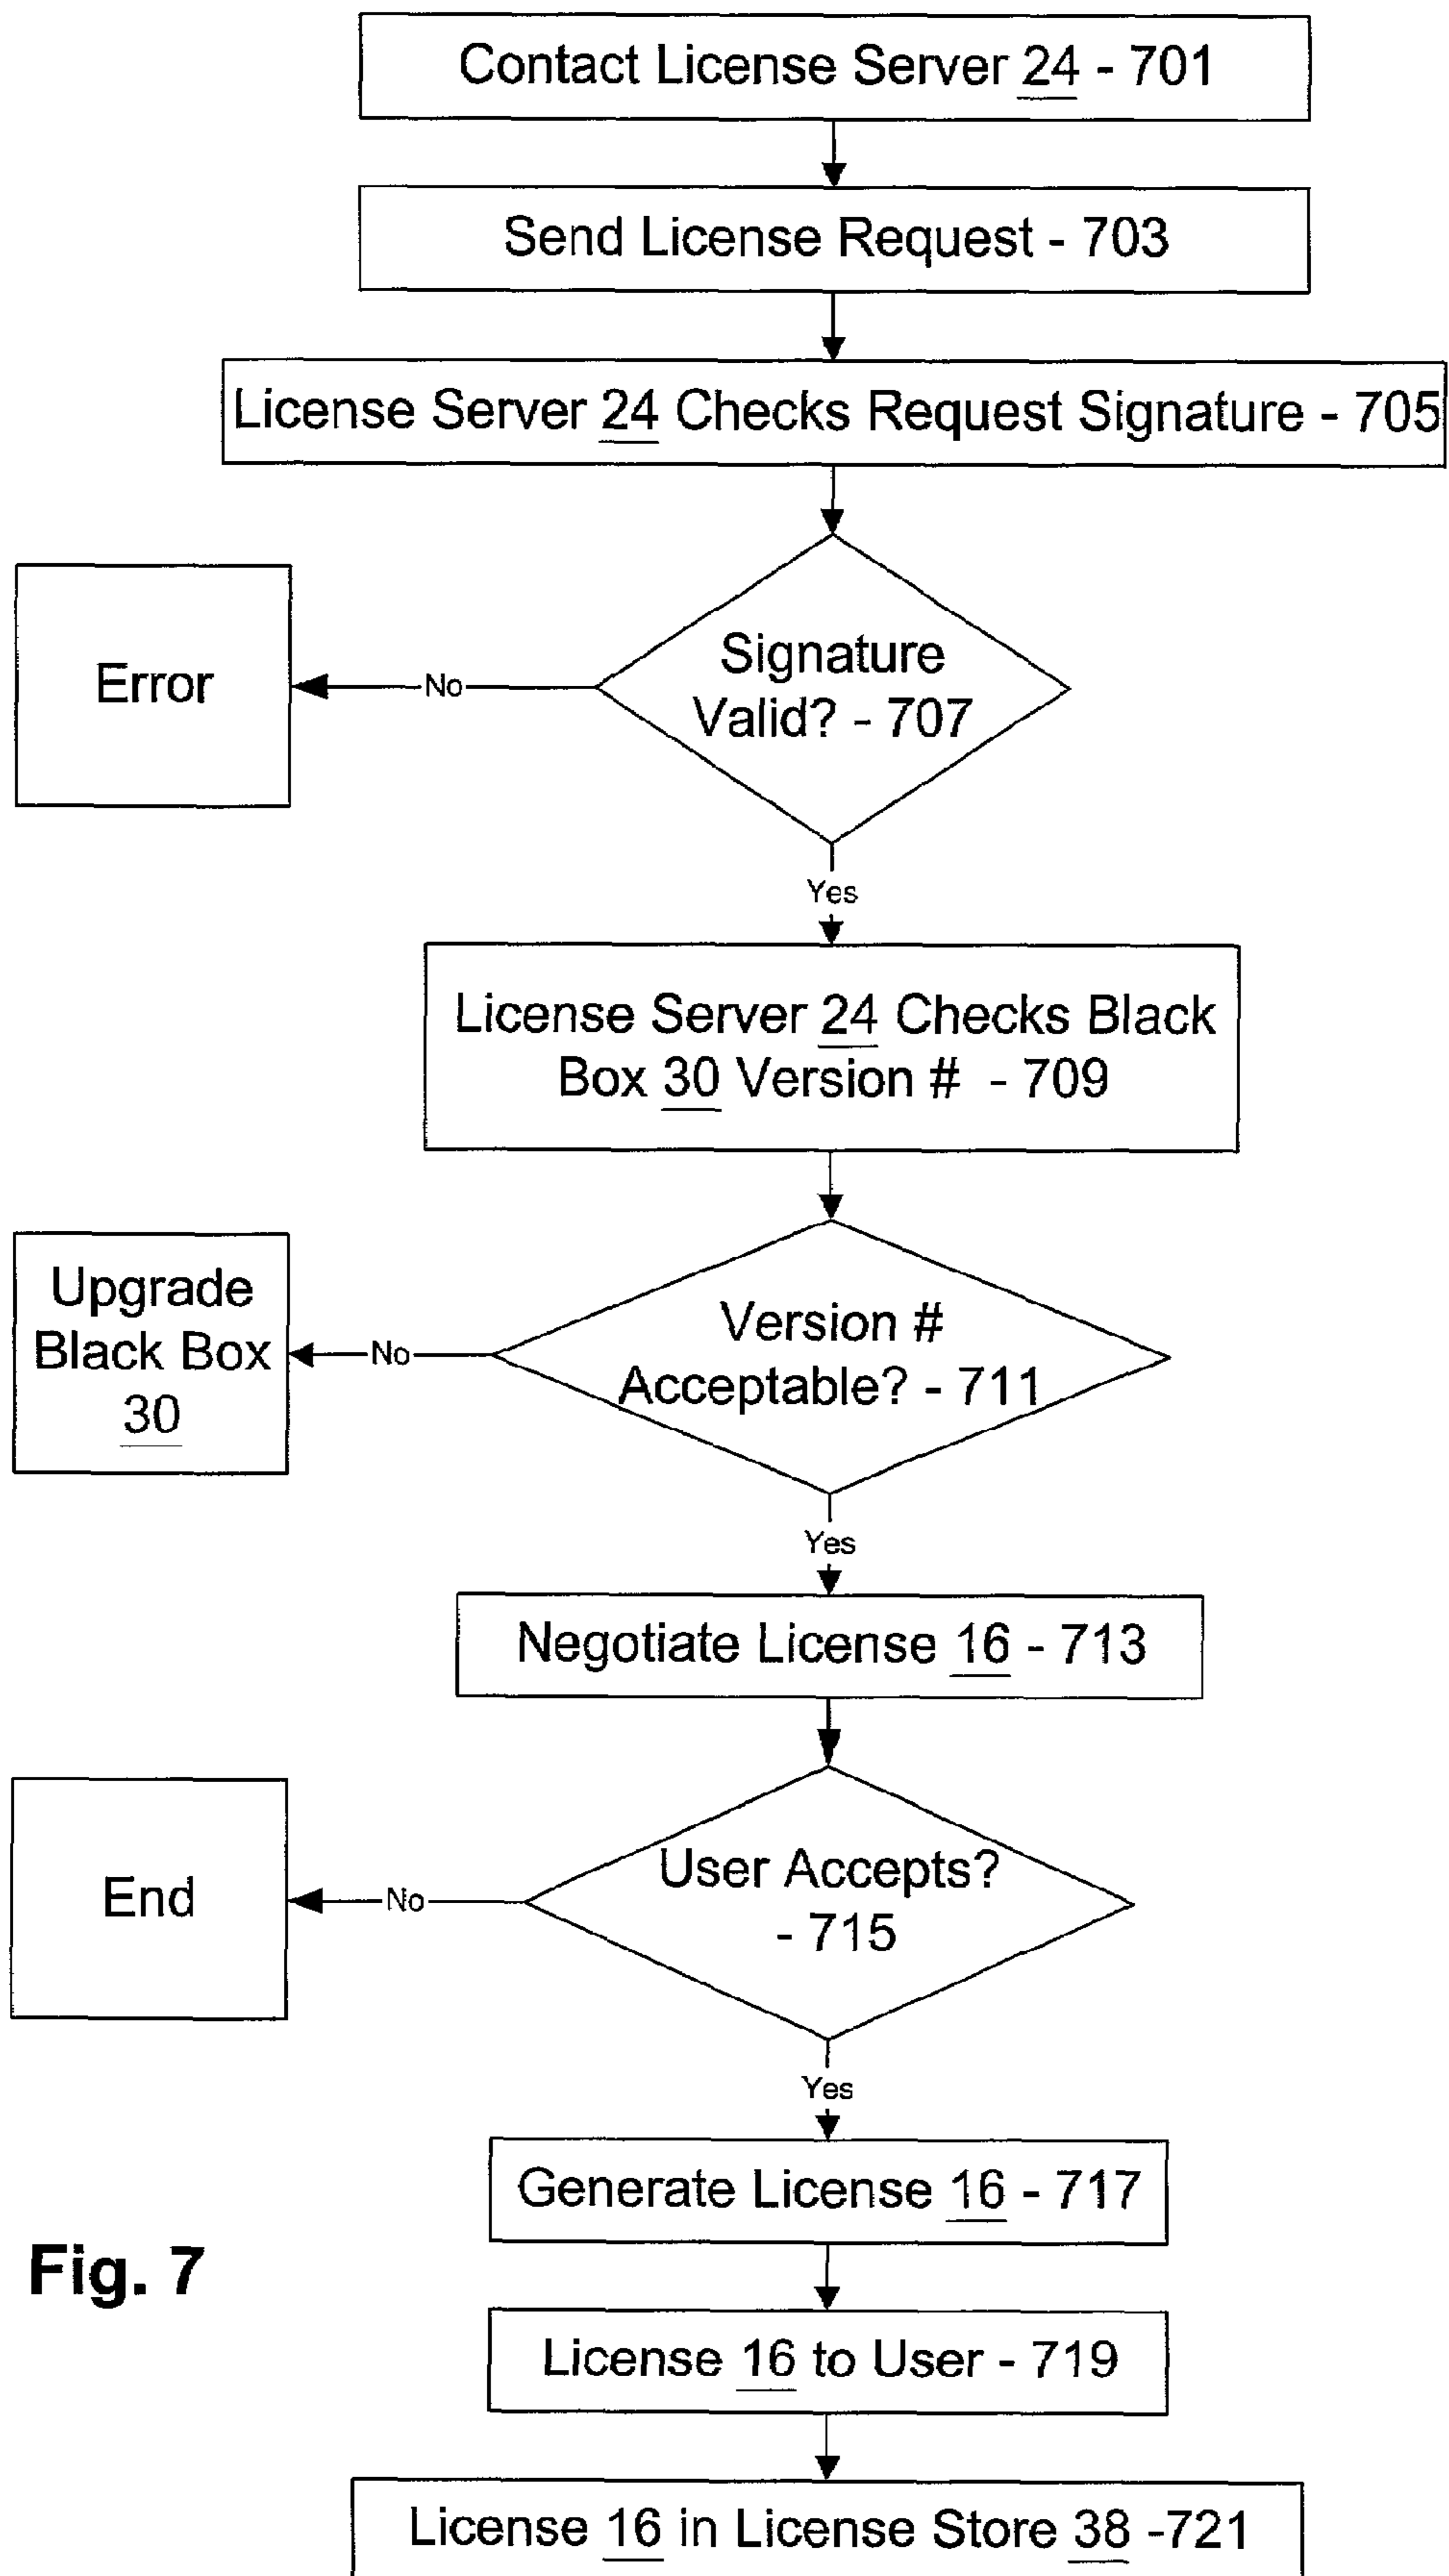 Contact License Server 24 - 701
Send License Request - 703
License Server 24 Checks Request Signature - 705
Signature
Valid? - 707
No
Error
Yes
License Server 24 Checks Black
Box 30 Version # - 709
Version #
Acceptable? - 711
No
Upgrade
Black Box
30
Yes
Negotiate License 16 - 713
User Accepts?
- 715
No
End
Yes
Generate License 16 - 717
Fig. 7
License 16 to User - 719
License 16 in License Store 38 -721